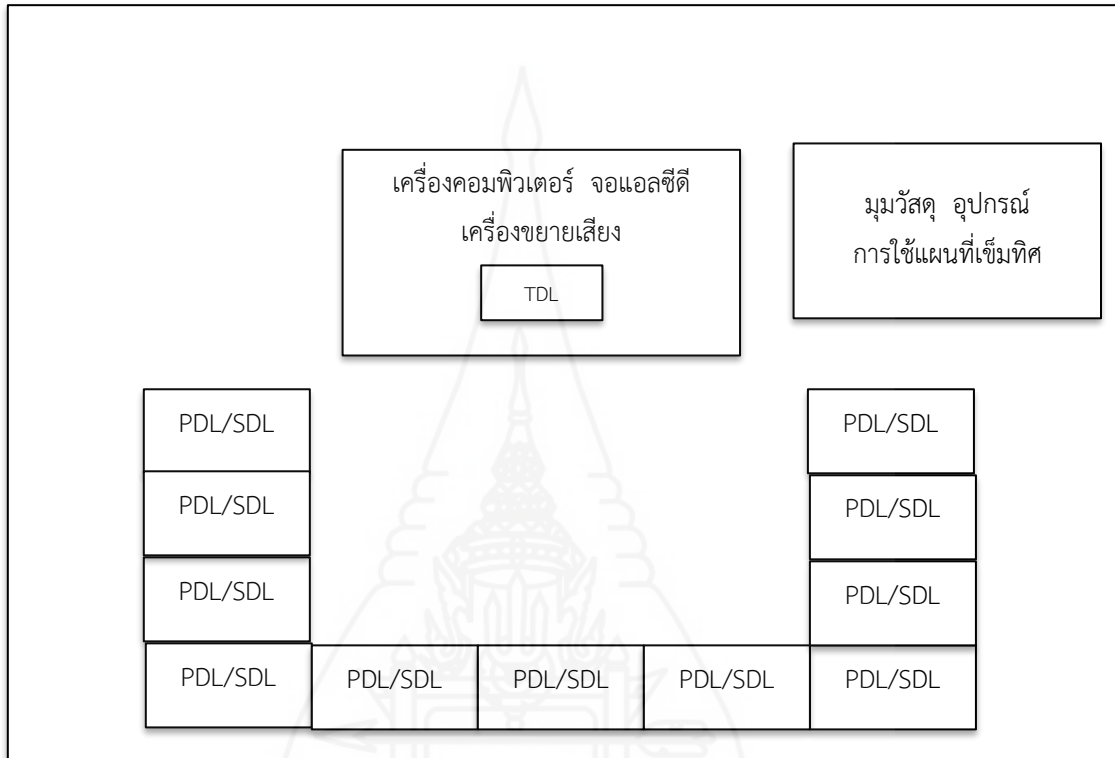 เครื่องคอมพิวเตอร์ จอแอลซีดี
เครื่องขยายเสียง
TDL
มุมวัสดุ อุปกรณ์
การใช้แผนที่เข็มทิศ
PDL/SDL
PDL/SDL
PDL/SDL
PDL/SDL
PDL/SDL
PDL/SDL
PDL/SDL PDL/SDL PDL/SDL PDL/SDL PDL/SDL